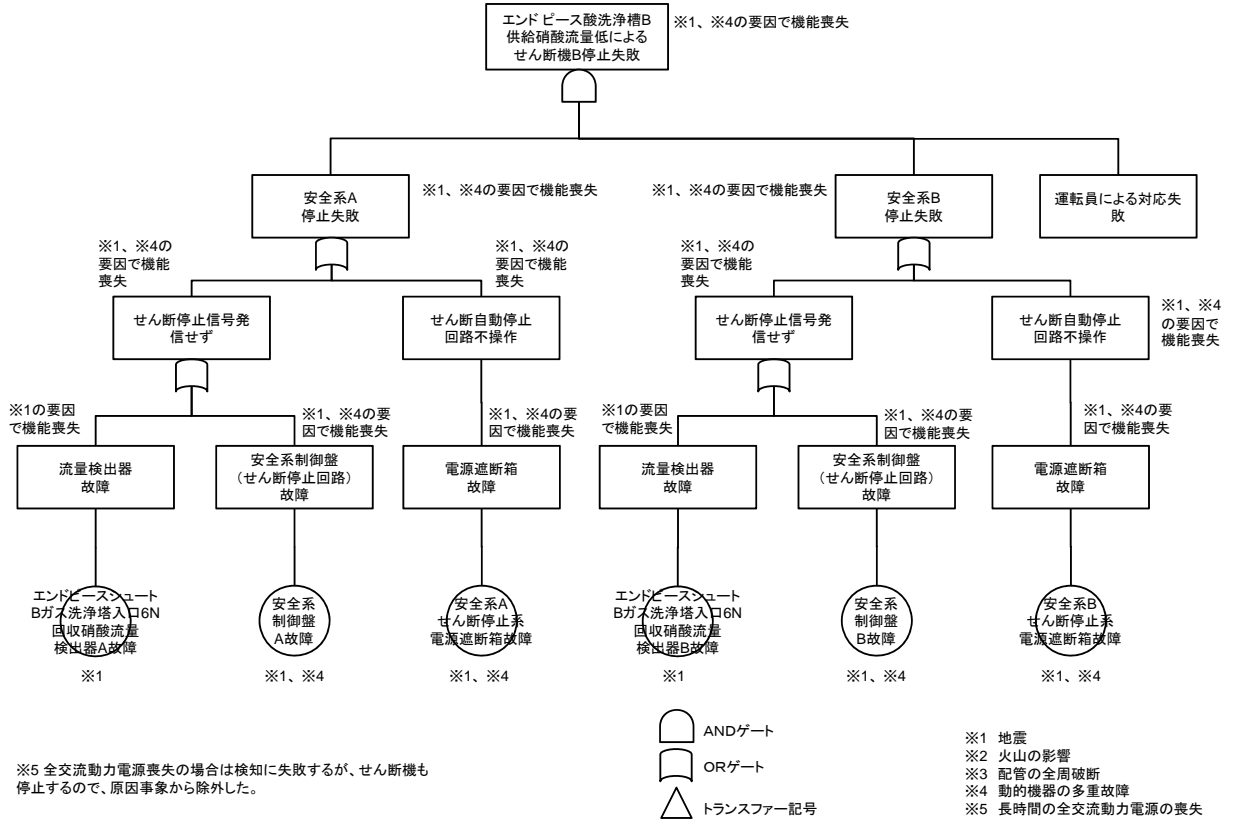 エンドピース酸洗浄槽B
供給硝酸流量低による
せん断機B停止失敗
※1、※4の要因で機能喪失
安全系A
停止失敗
※1、※4の要因で機能喪失
※1、※4の要因で機能喪失
安全系B
停止失敗
運転員による対応失
敗
※1、※4の
要因で機能
喪失
※1、※4の
要因で機能
喪失
※1、※4の
要因で機能
喪失
せん断停止信号発
信せず
せん断自動停止
回路不操作
せん断停止信号発
信せず
せん断自動停止
回路不操作
※1、※4
の要因で
機能喪失
※1の要因
で機能喪失
※1、※4の要
因で機能喪失
※1、※4の要
因で機能喪失
※1の要因
で機能喪失
※1、※4の要
因で機能喪失
※1、※4の要
因で機能喪失
流量検出器
故障
安全系制御盤
(せん断停止回路)
故障
電源遮断箱
故障
流量検出器
故障
安全系制御盤
(せん断停止回路)
故障
電源遮断箱
故障
エンドピースシュート
Bガス洗浄塔入口6N
回収硝酸流量
検出器A故障
安全系
制御盤
A故障
安全系A
せん断停止系
電源遮断箱故障
エンドピースシュート
Bガス洗浄塔入口6N
回収硝酸流量
検出器B故障
安全系
制御盤
B故障
安全系B
せん断停止系
電源遮断箱故障
※1
※1、※4
※1、※4
※1
※1、※4
※1、※4
※5 全交流動力電源喪失の場合は検知に失敗するが、せん断機も
停止するので、原因事象から除外した。
ANDゲート
ORゲート
トランスファー記号
※1 地震
※2 火山の影響
※3 配管の全周破断
※4 動的機器の多重故障
※5 長時間の全交流動力電源の喪失